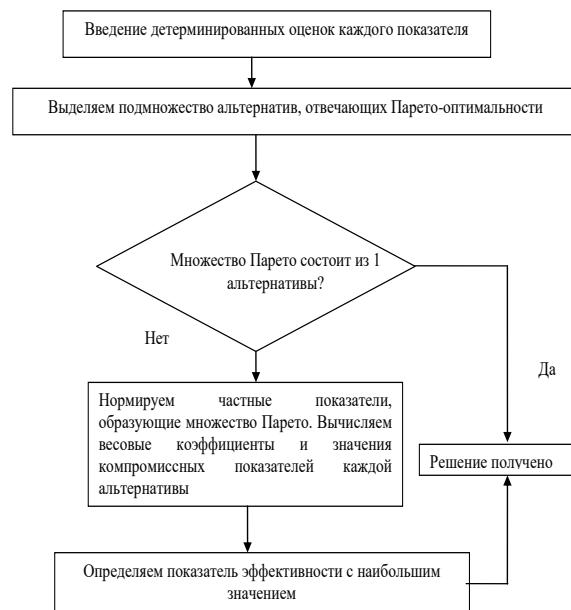 Введение детерминированных оценок каждого показателя
Выделяем подмножество альтернатив, отвечающих Парето-оптимальности
Множество Парето состоит из 1
альтернативы?
Нет
Да
Нормируем частные показатели,
образующие множество Парето. Вычисляем
весовые коэффициенты и значения
компромиссных показателей каждой
альтернативы
Решение получено
Определяем показатель эффективности с наибольшим
значением